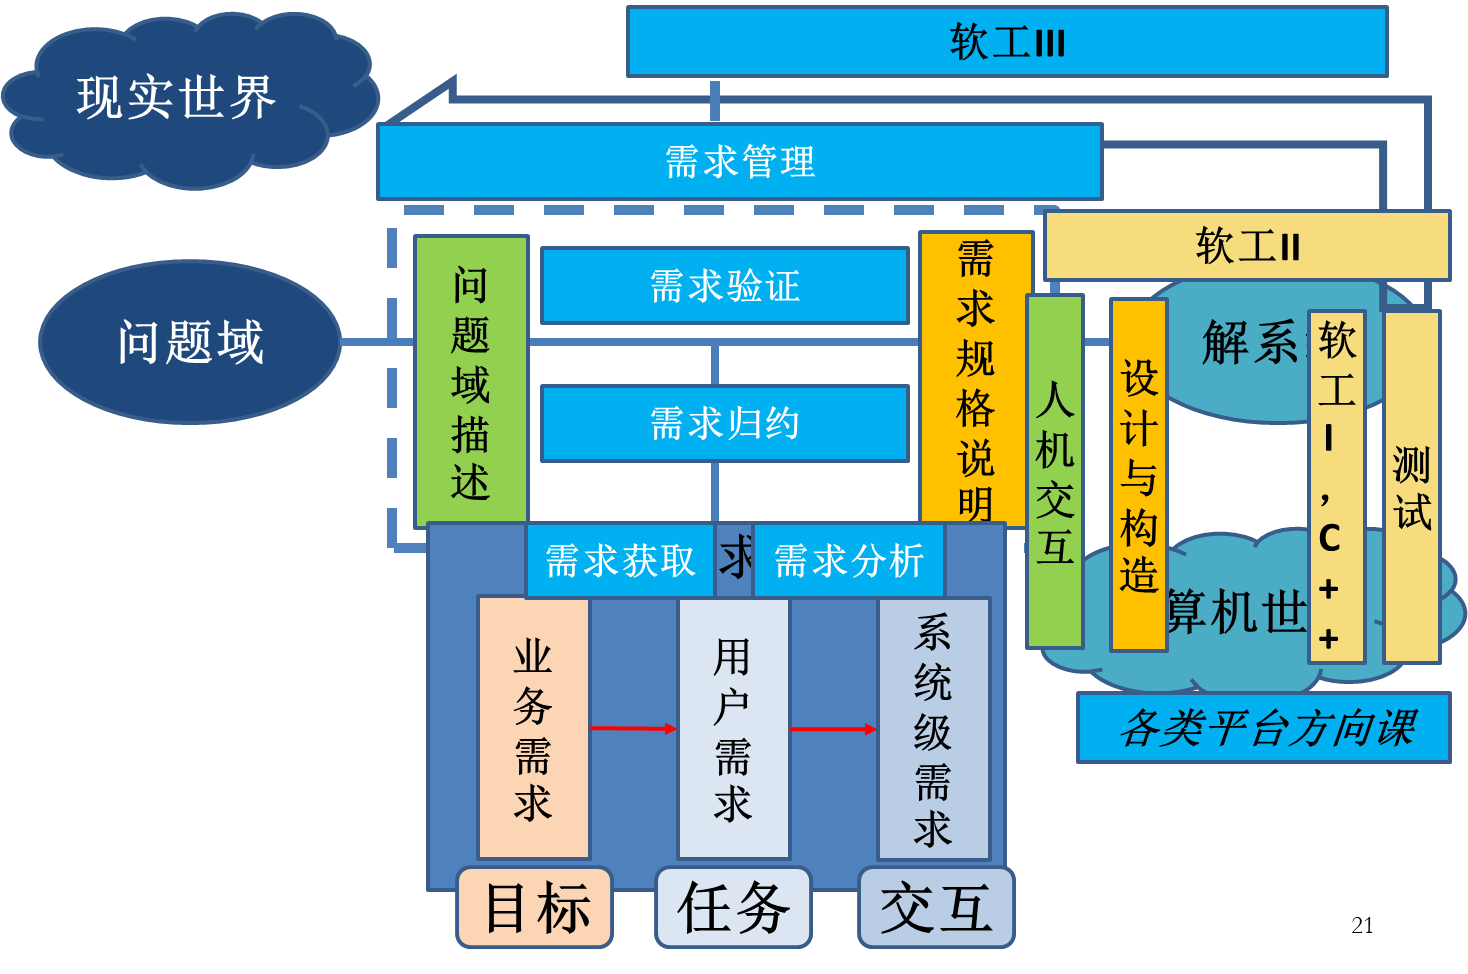 软工III
现实世界
需求管理
软工II
问题域
问题域描述
需求验证
需求归约
需求规格说明
人机交互
设计与构造
解系
软工I,C++
测试
需求获取
求
需求分析
算机世
业务需求
用户需求
系统级需求
各类平台方向课
目标
任务
交互
21